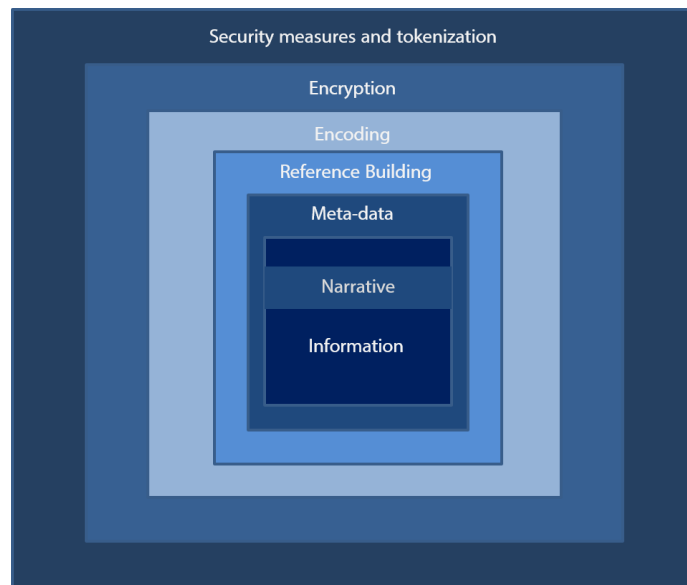 Security measures and tokenization
Encryption
Encoding
Reference Building
Meta-data
Narrative
Information